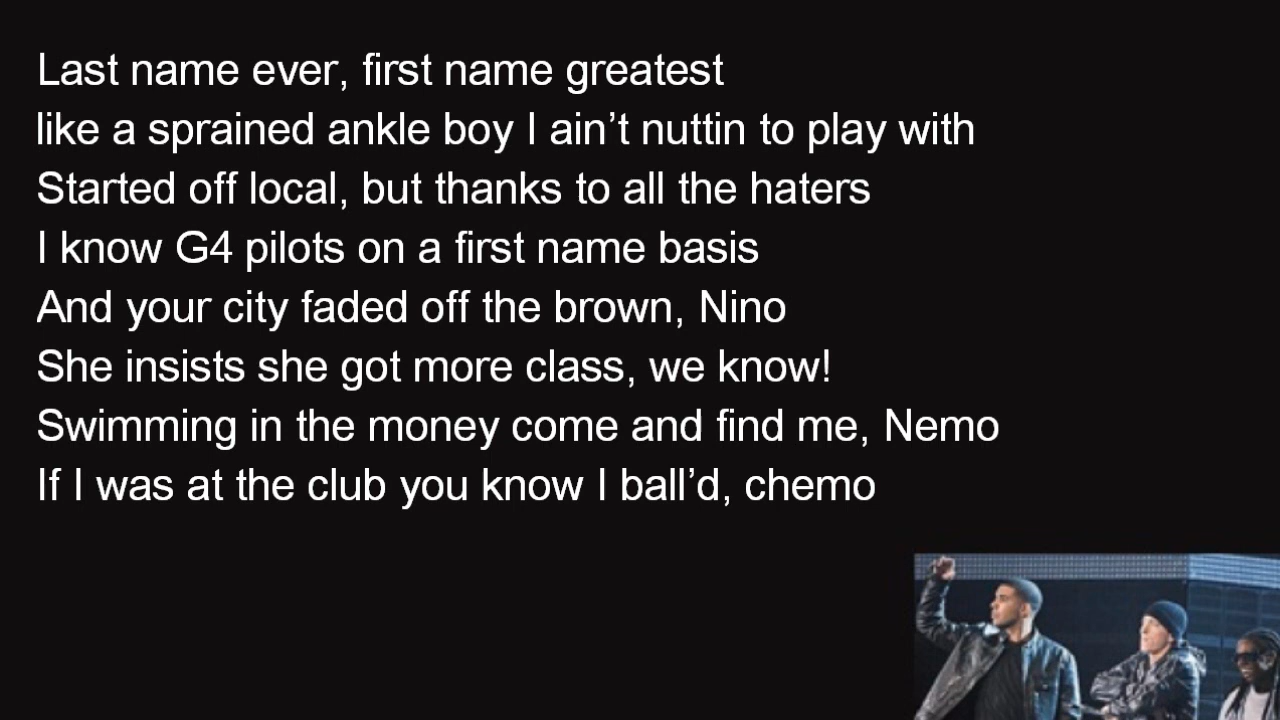 Last name ever, first name greatest
like a sprained ankle boy I ain’t nuttin to play with
Started off local, but thanks to all the haters
I know G4 pilots on a first name basis
And your city faded off the brown, Nino
She insists she got more class, we know!
Swimming in the money come and find me, Nemo
If I was at the club you know I ball’d, chemo